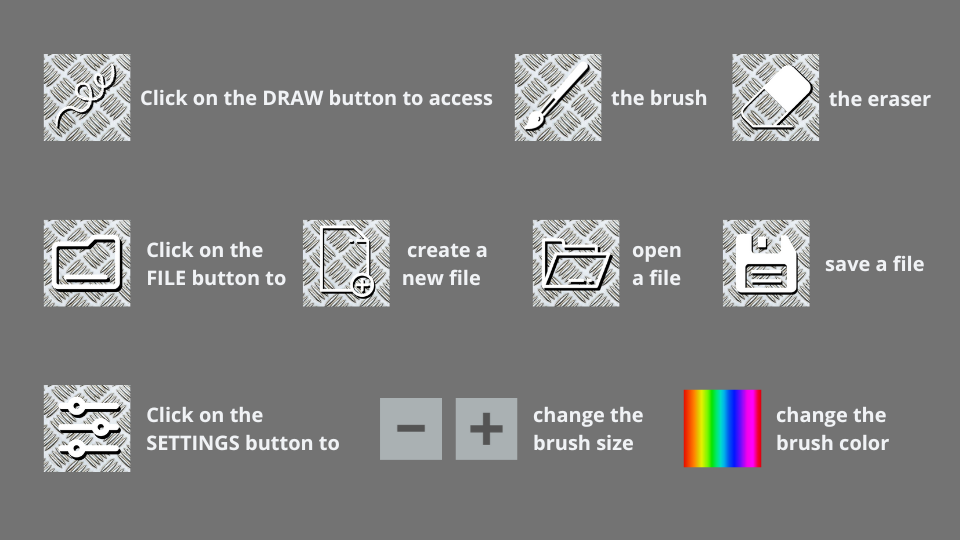 Click on the DRAW button to access
the brush
the eraser
Click on the
FILE button to
create a
new file
open
a file
save a file
Click on the
SETTINGS button to
change the
brush size
change the
brush color